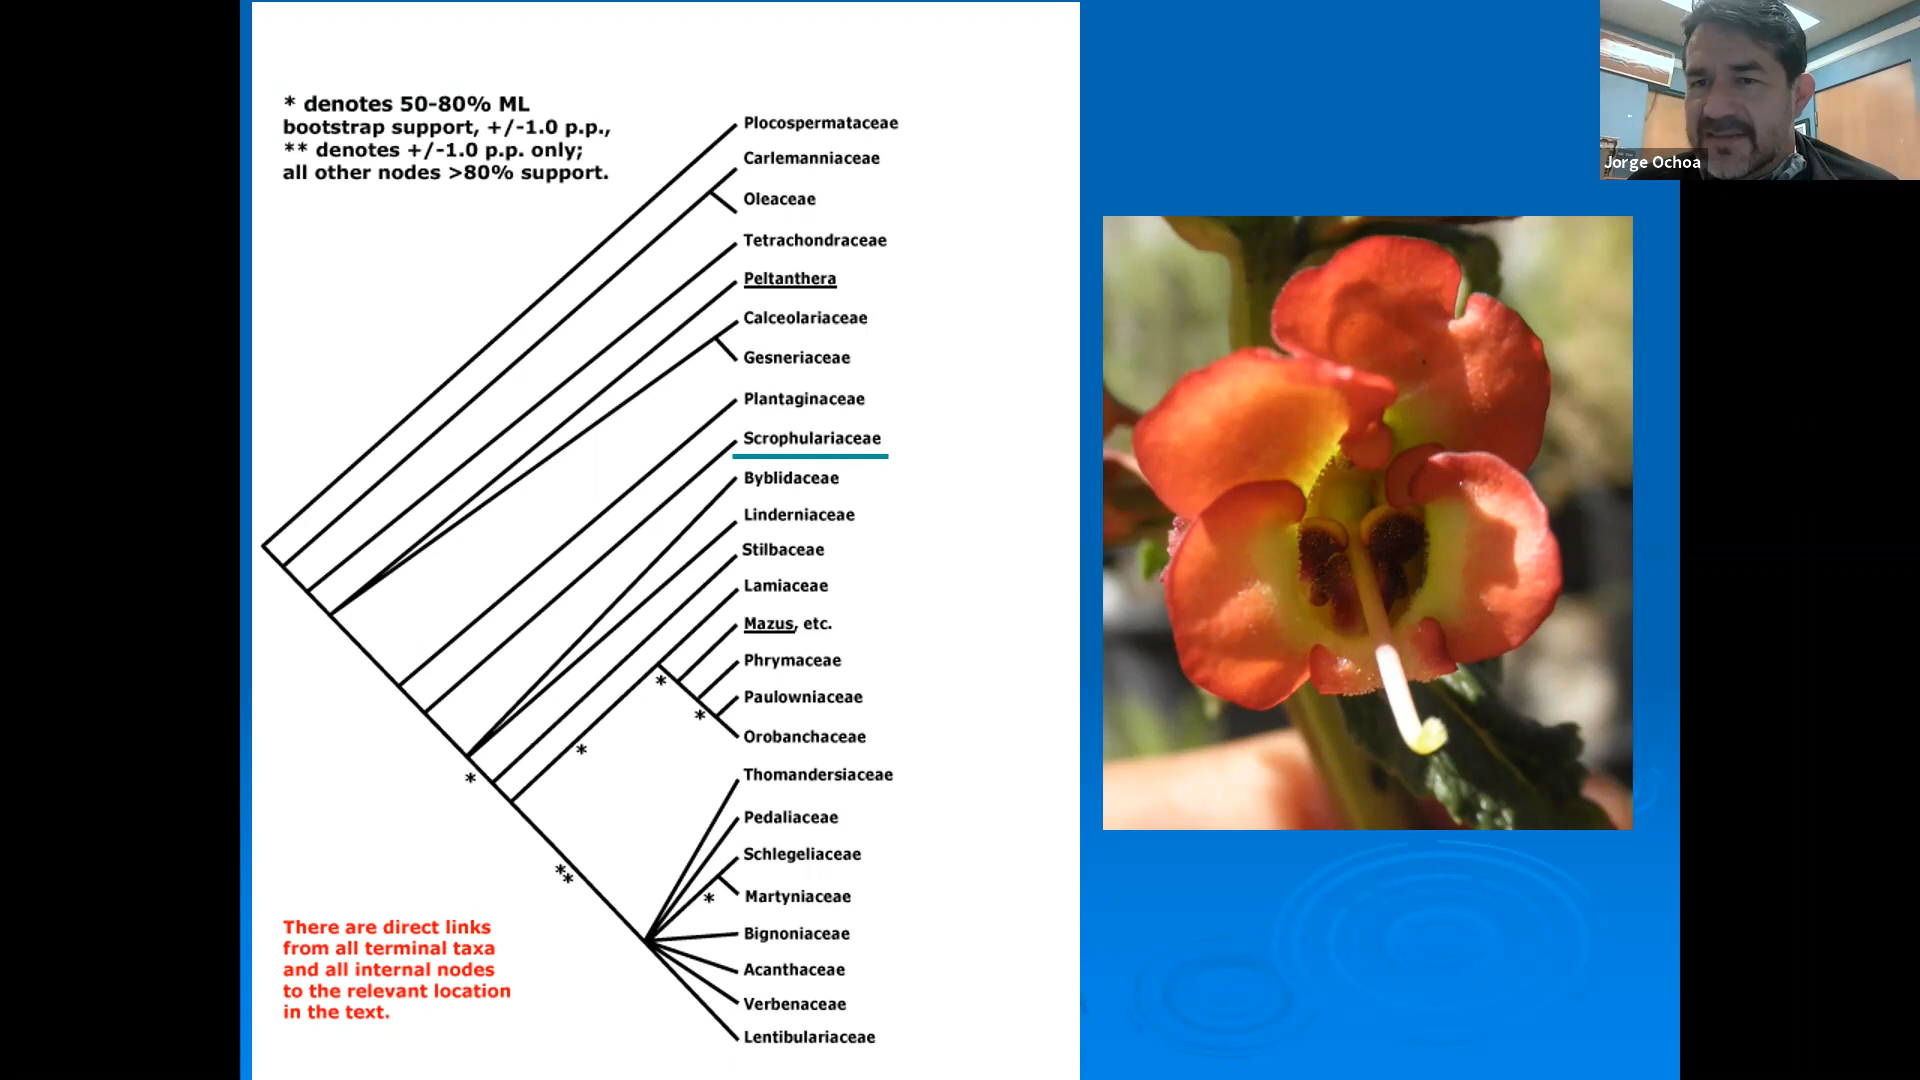 * denotes 50-80% ML
bootstrap support, +/-1.0 p.p.,
** denotes +/-1.0 p.p. only;
all other nodes >80% support.
Plocospermataceae
Carlemanniaceae
Oleaceae
Tetrachondraceae
Peltanthera
Calceolariaceae
Gesneriaceae
Plantaginaceae
Scrophulariaceae
Byblidaceae
Linderniaceae
Stilbaceae
Lamiaceae
Mazus, etc.
Phrymaceae
*
Paulowniaceae
*
Orobanchaceae
*
Thomandersiaceae
*
Pedaliaceae
Schlegeliaceae
**
Martyniaceae
*
Bignoniaceae
Acanthaceae
Verbenaceae
Lentibulariaceae
There are direct links
from all terminal taxa
and all internal nodes
to the relevant location
in the text.
Jorge Ochoa